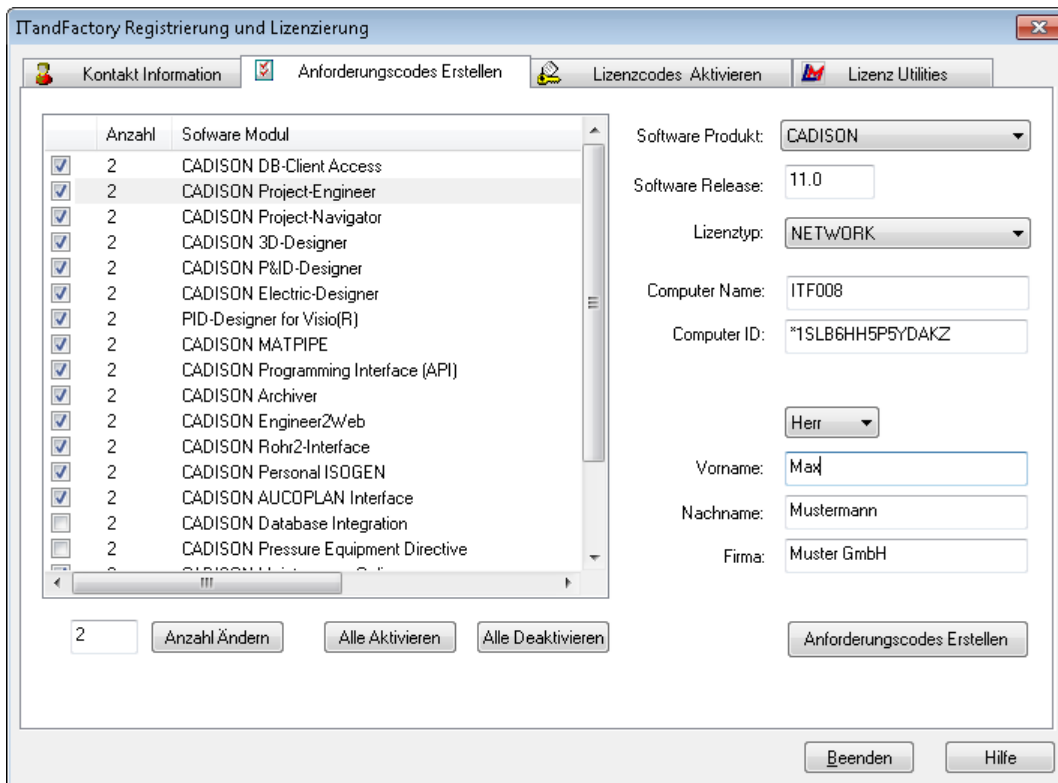 ITandFactory Registrierung und Lizenzierung
Kontakt Information
Anforderungscodes Erstellen
Lizenzcodes Aktivieren
Lizenz Utilities
Anzahl Sofware Modul
2 CADISON DB-Client Access
2 CADISON Project-Engineer
2 CADISON Project-Navigator
2 CADISON 3D-Designer
2 CADISON P&ID-Designer
2 CADISON Electric-Designer
2 PID-Designer for Visio(R)
2 CADISON MATPIPE
2 CADISON Programming Interface (API)
2 CADISON Archiver
2 CADISON Engineer2Web
2 CADISON Rohr2-Interface
2 CADISON Personal ISOGEN
2 CADISON AUCOPLAN Interface
2 CADISON Database Integration
2 CADISON Pressure Equipment Directive
2 Anzahl Ändern Alle Aktivieren Alle Deaktivieren
Software Produkt: CADISON
Software Release: 11.0
Lizenztyp: NETWORK
Computer Name: ITF008
Computer ID: *1SLB6HH5P5YDAKZ
Herr
Vorname: Max
Nachname: Mustermann
Firma: Muster GmbH
Anforderungscodes Erstellen
Beenden Hilfe